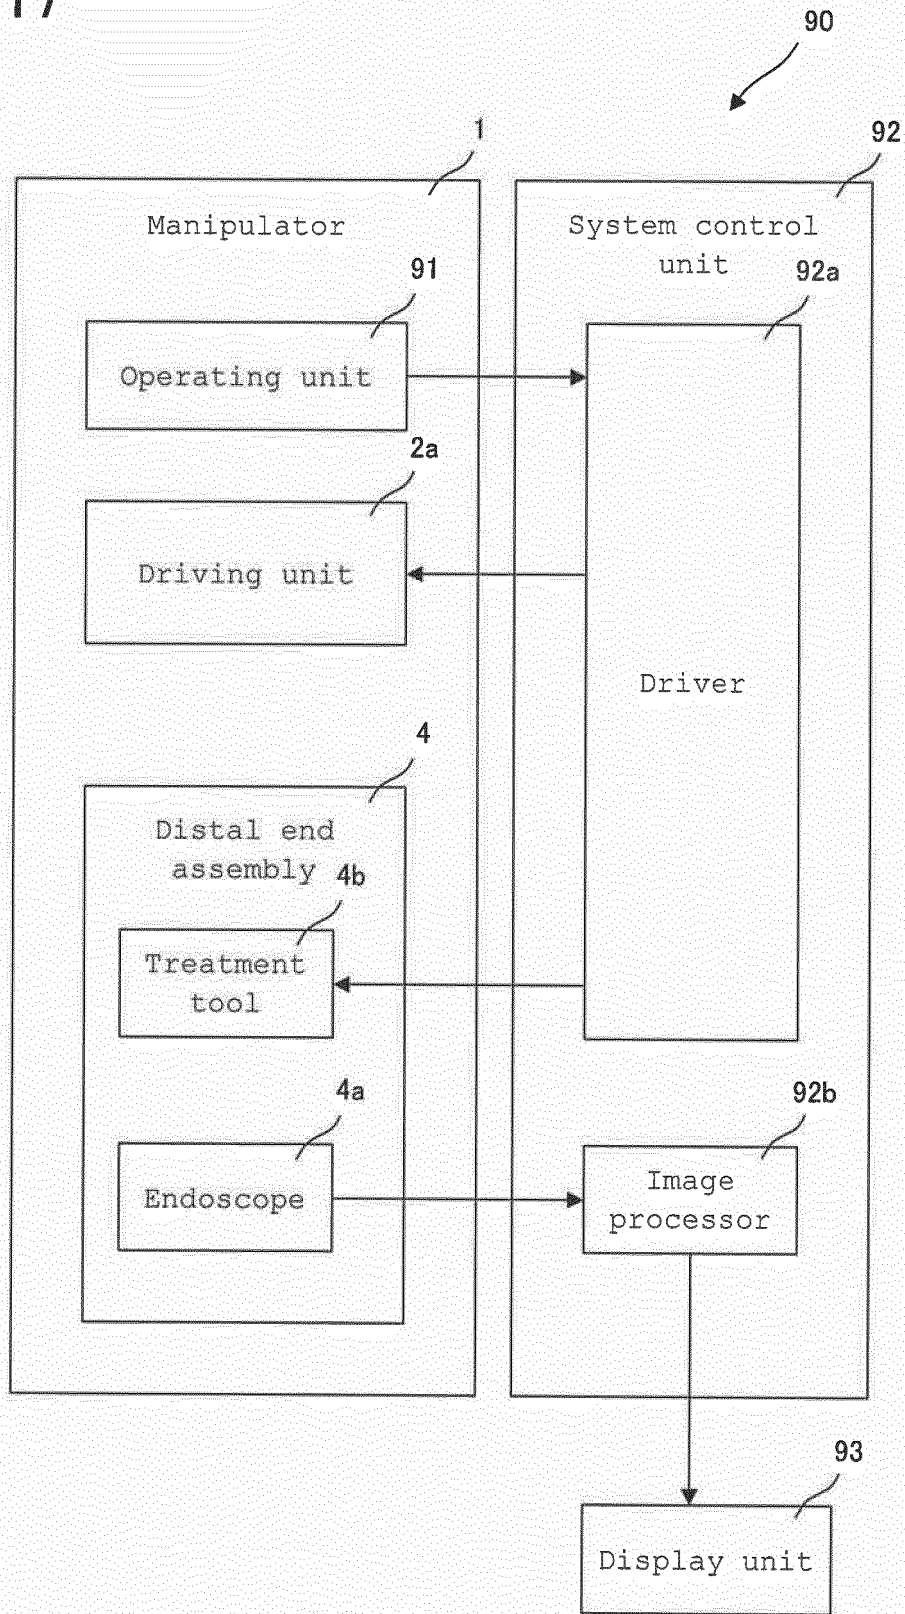 90
1
92
Manipulator
System control
unit
91
92a
Operating unit
2a
Driving unit
Driver
4
Distal end
assembly
4b
Treatment
tool
4a
92b
Endoscope
Image
processor
93
Display unit